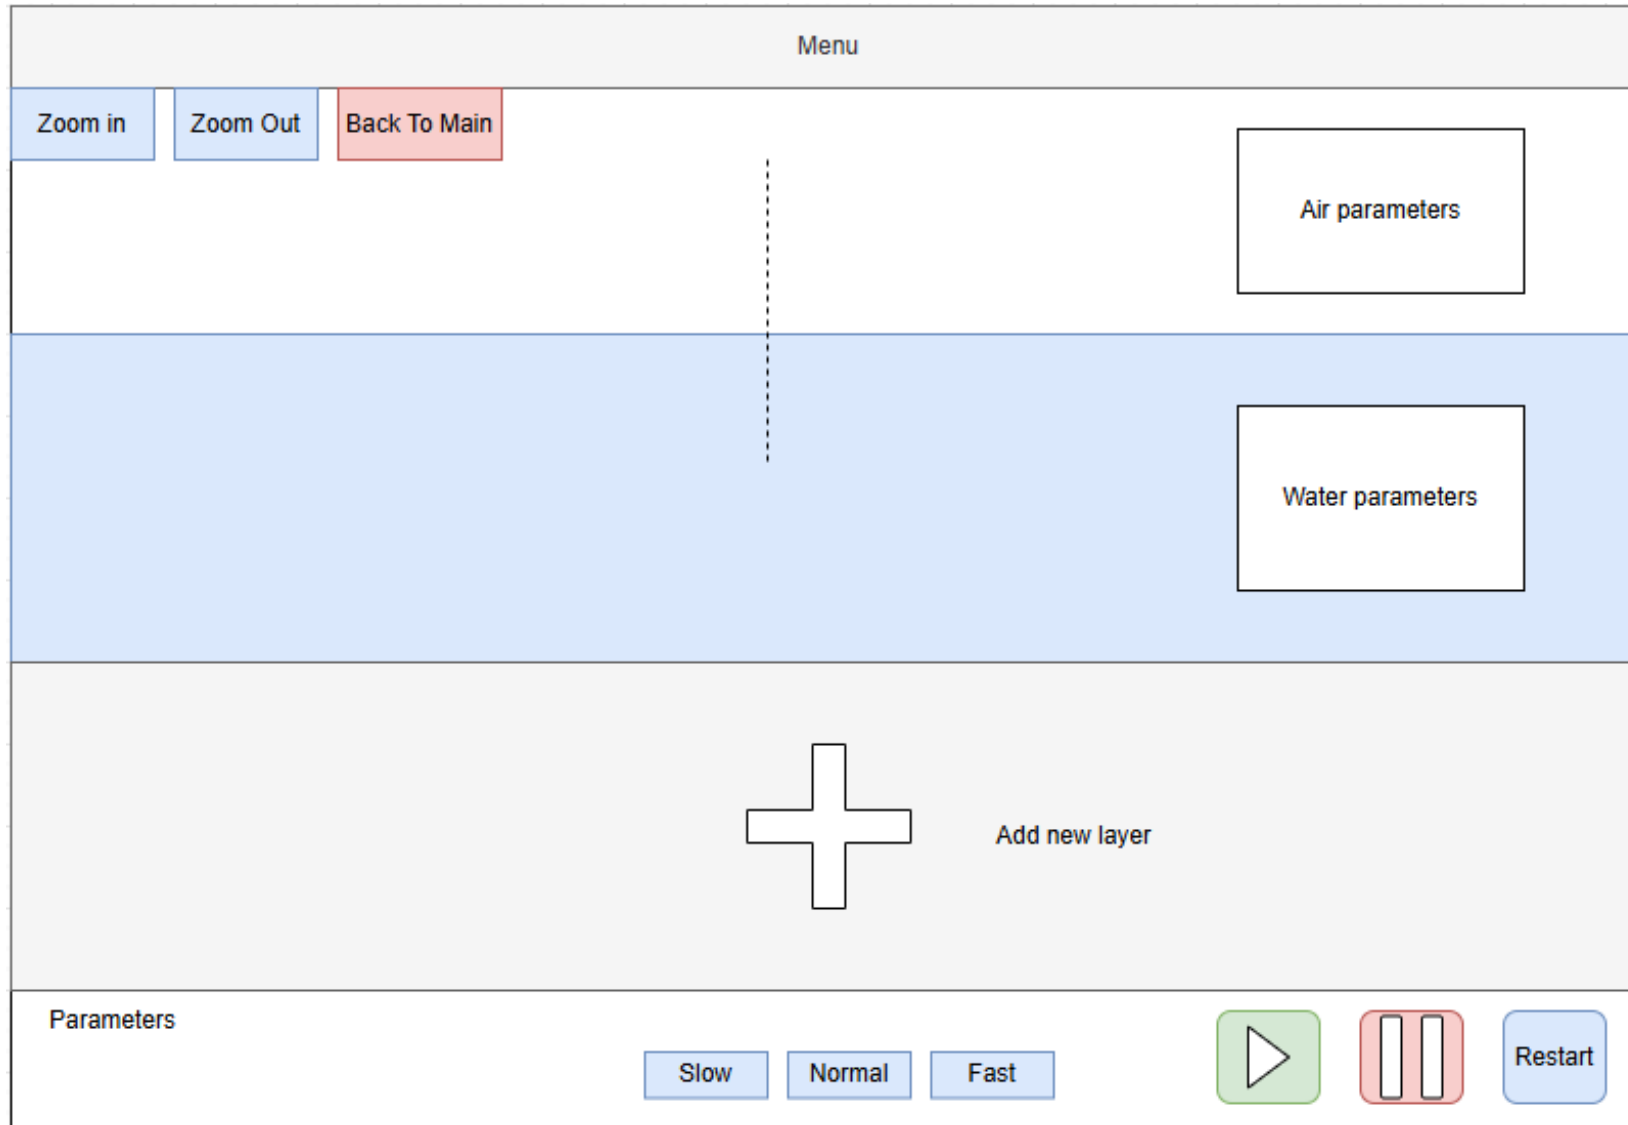 Menu
Zoom in
Zoom Out
Back To Main
Air parameters
Water parameters
Add new layer
Parameters
Slow
Normal
Fast
Restart